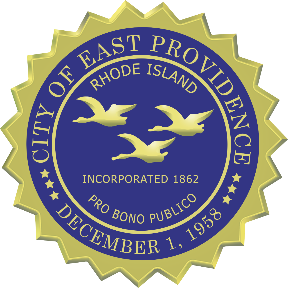 CITY OF EAST PROVIDENCE
RHODE ISLAND
INCORPORATED 1862
PRO BONO PUBLICO
DECEMBER 1, 1958